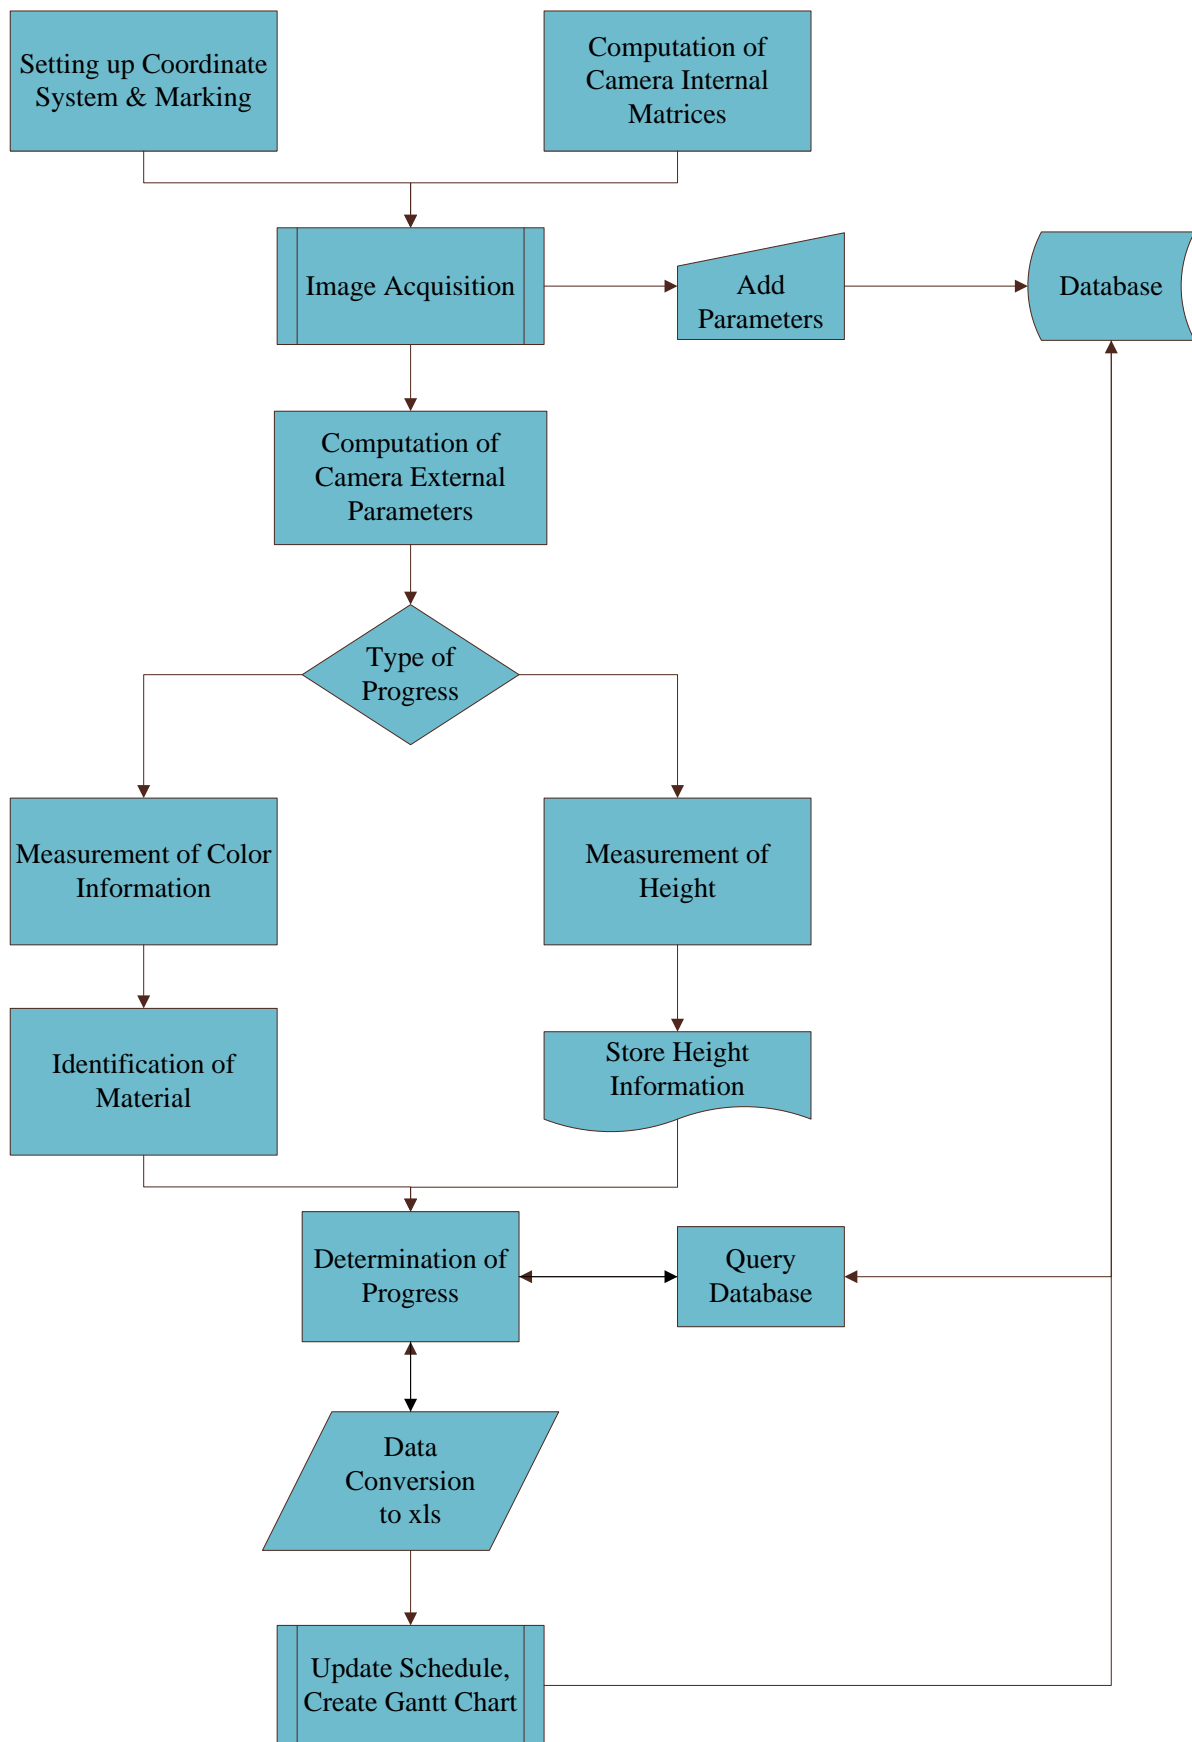 Setting up Coordinate
System & Marking
Computation of
Camera Internal
Matrices
Image Acquisition
Add
Parameters
Database
Computation of
Camera External
Parameters
Type of
Progress
Measurement of Color
Information
Measurement of
Height
Identification of
Material
Store Height
Information
Determination of
Progress
Query
Database
Data
Conversion
to xls
Update Schedule,
Create Gantt Chart